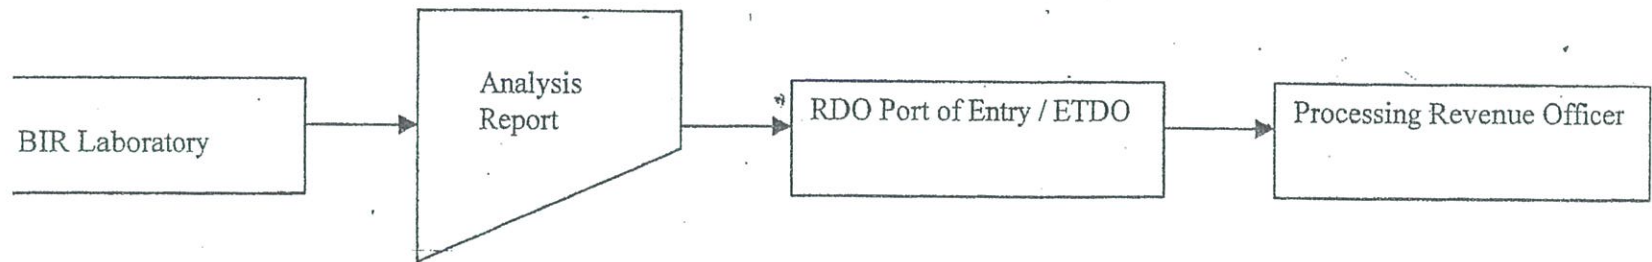 BIR Laboratory
Analysis
Report
RDO Port of Entry / ETDO
Processing Revenue Officer